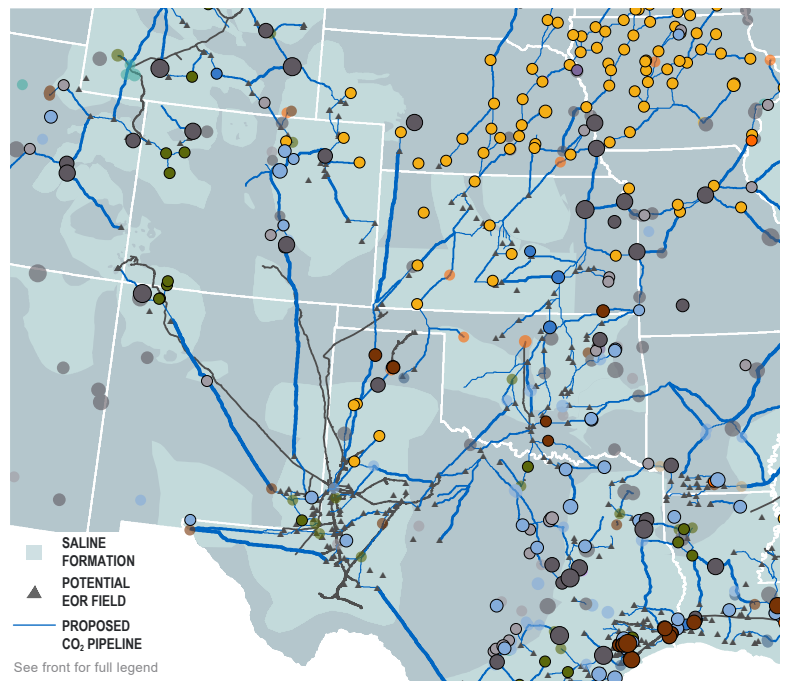 SALINE
FORMATION
POTENTIAL
EOR FIELD
PROPOSED
CO₂ PIPELINE
See front for full legend